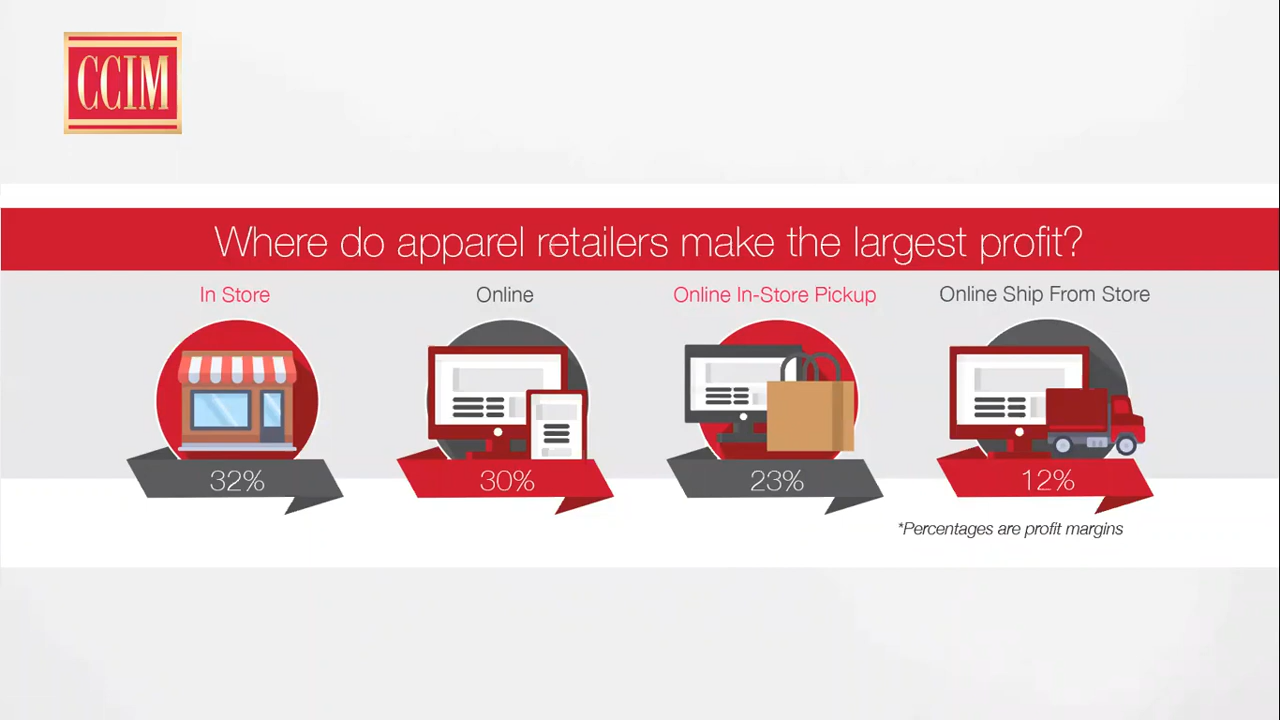 CCIM
Where do apparel retailers make the largest profit?
In Store
Online
Online In-Store Pickup
Online Ship From Store
32%
30%
23%
12%
*Percentages are profit margins